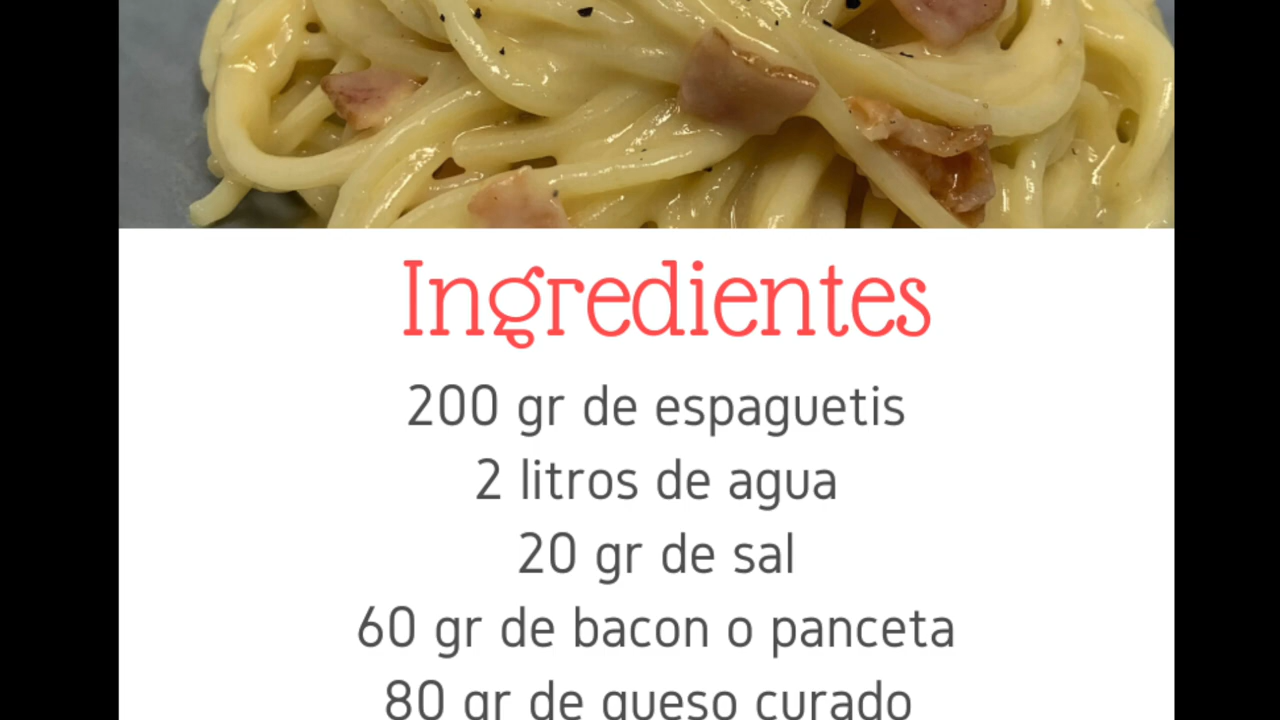 Ingredientes
200 gr de espaguetis
2 litros de agua
20 gr de sal
60 gr de bacon o panceta
80 gr de queso curado